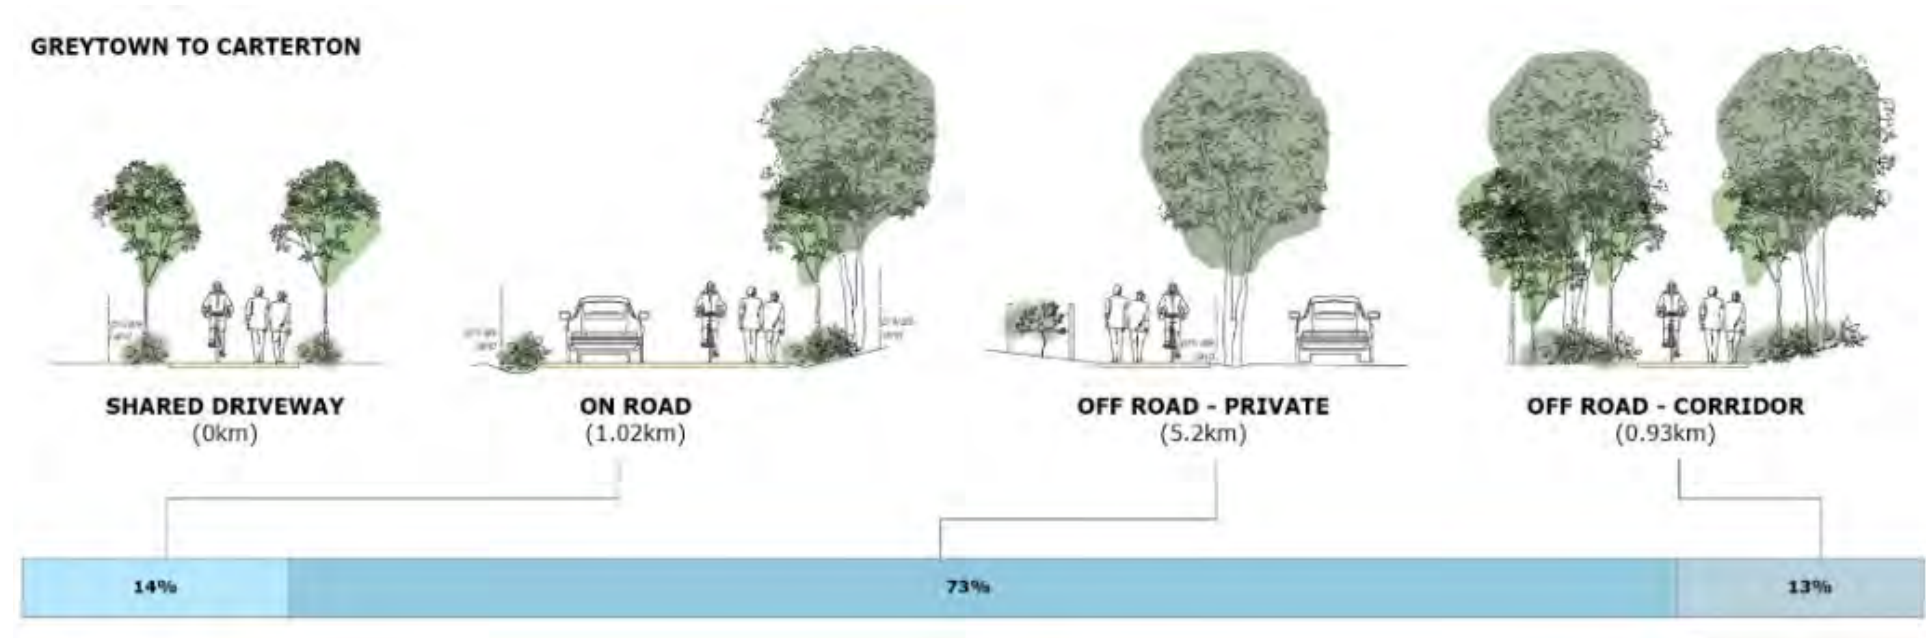 GREYTOWN TO CARTERTON
SHARED DRIVEWAY
(0km)
ON ROAD
(1.02km)
OFF ROAD - PRIVATE
(5.2km)
OFF ROAD - CORRIDOR
(0.93km)
14%
73%
13%